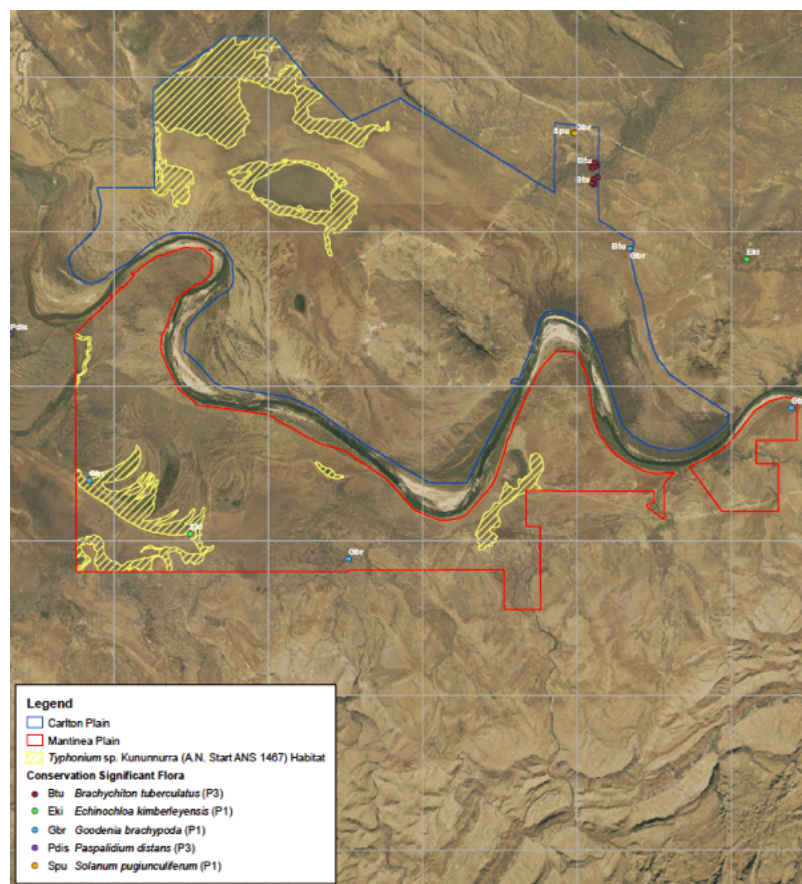 Spu Gbr
Btu
Btu
Btu
Gbr
Eki
Pdis
Gbr
Gbr
Eki
Gbr
Legend
Carlton Plain
Mantinea Plain
Typhonium sp. Kununnurra (A.N. Start ANS 1467) Habitat
Conservation Significant Flora
Btu Brachychiton tuberculatus (P3)
Eki Echinochloa kimberleyensis (P1)
Gbr Goodenia brachypoda (P1)
Pdis Paspalidium distans (P3)
Spu Solanum pugiunculiferum (P1)